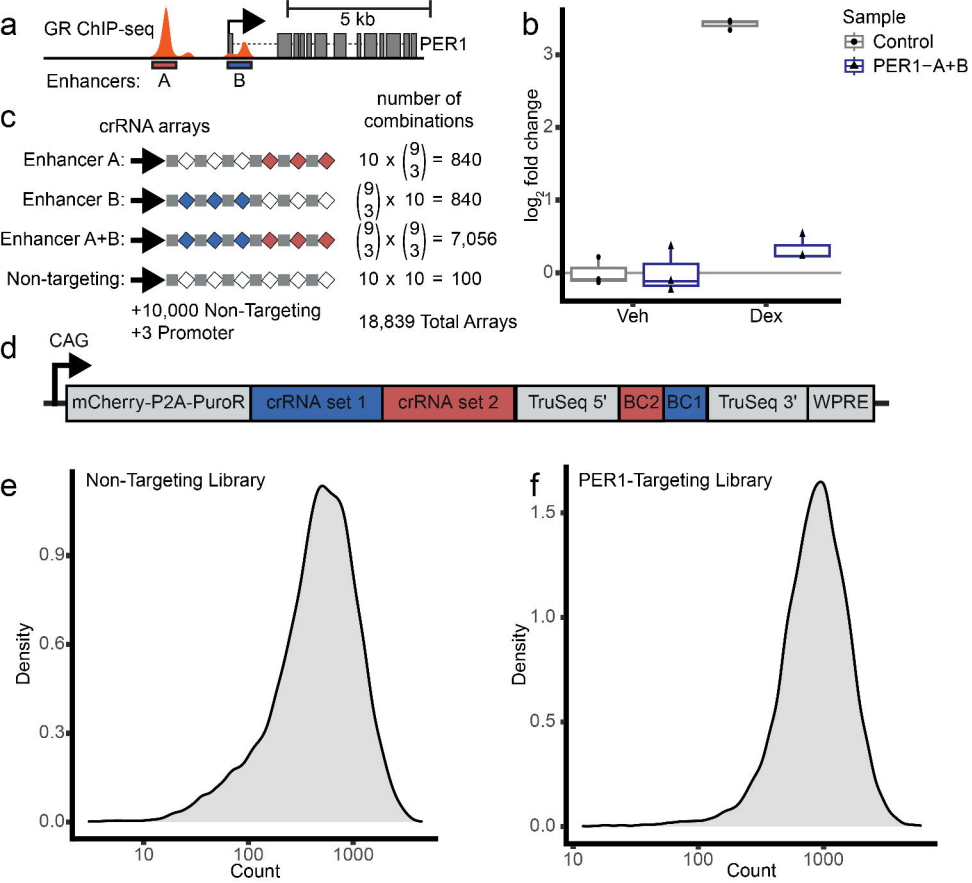 a
GR ChIP-seq
5 kb
PER1
Enhancers: A B
b
log2 fold change
3
2
1
0
Veh Dex
Sample
Control
PER1−A+B
c
crRNA arrays
number of
combinations
Enhancer A: 10 x (9 3) = 840
Enhancer B: (9 3) x 10 = 840
Enhancer A+B: (9 3) x (9 3) = 7,056
Non-targeting: 10 x 10 = 100
+10,000 Non-Targeting
+3 Promoter
18,839 Total Arrays
d
CAG
mCherry-P2A-PuroR crRNA set 1 crRNA set 2 TruSeq 5' BC2 BC1 TruSeq 3' WPRE
e
Non-Targeting Library
Density
0.9
0.6
0.3
0.0
10 100 1000
Count
f
PER1-Targeting Library
Density
1.5
1.0
0.5
0.0
10 100 1000
Count